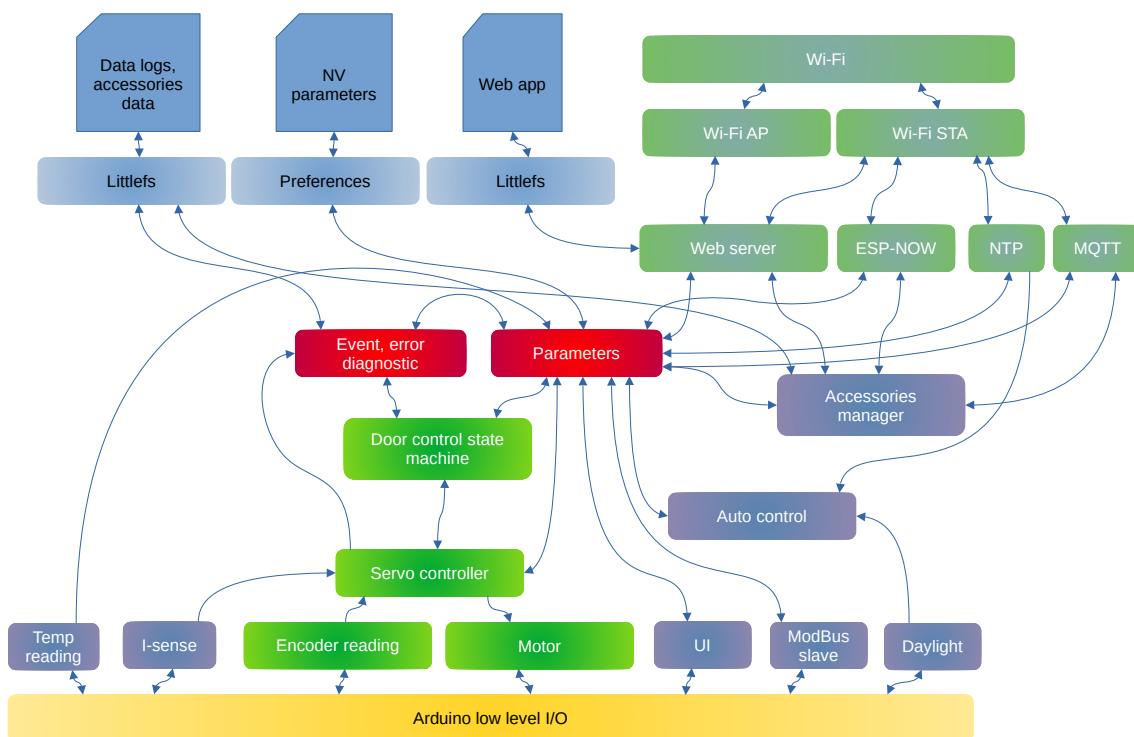 Data logs,
accessories
data
NV
parameters
Web app
Wi-Fi
Wi-Fi AP
Wi-Fi STA
Littlefs
Preferences
Littlefs
Web server
ESP-NOW
NTP
MQTT
Event, error
diagnostic
Parameters
Accessories
manager
Door control state
machine
Auto control
Servo controller
Temp
reading
I-sense
Encoder reading
Motor
UI
ModBus
slave
Daylight
Arduino low level I/O